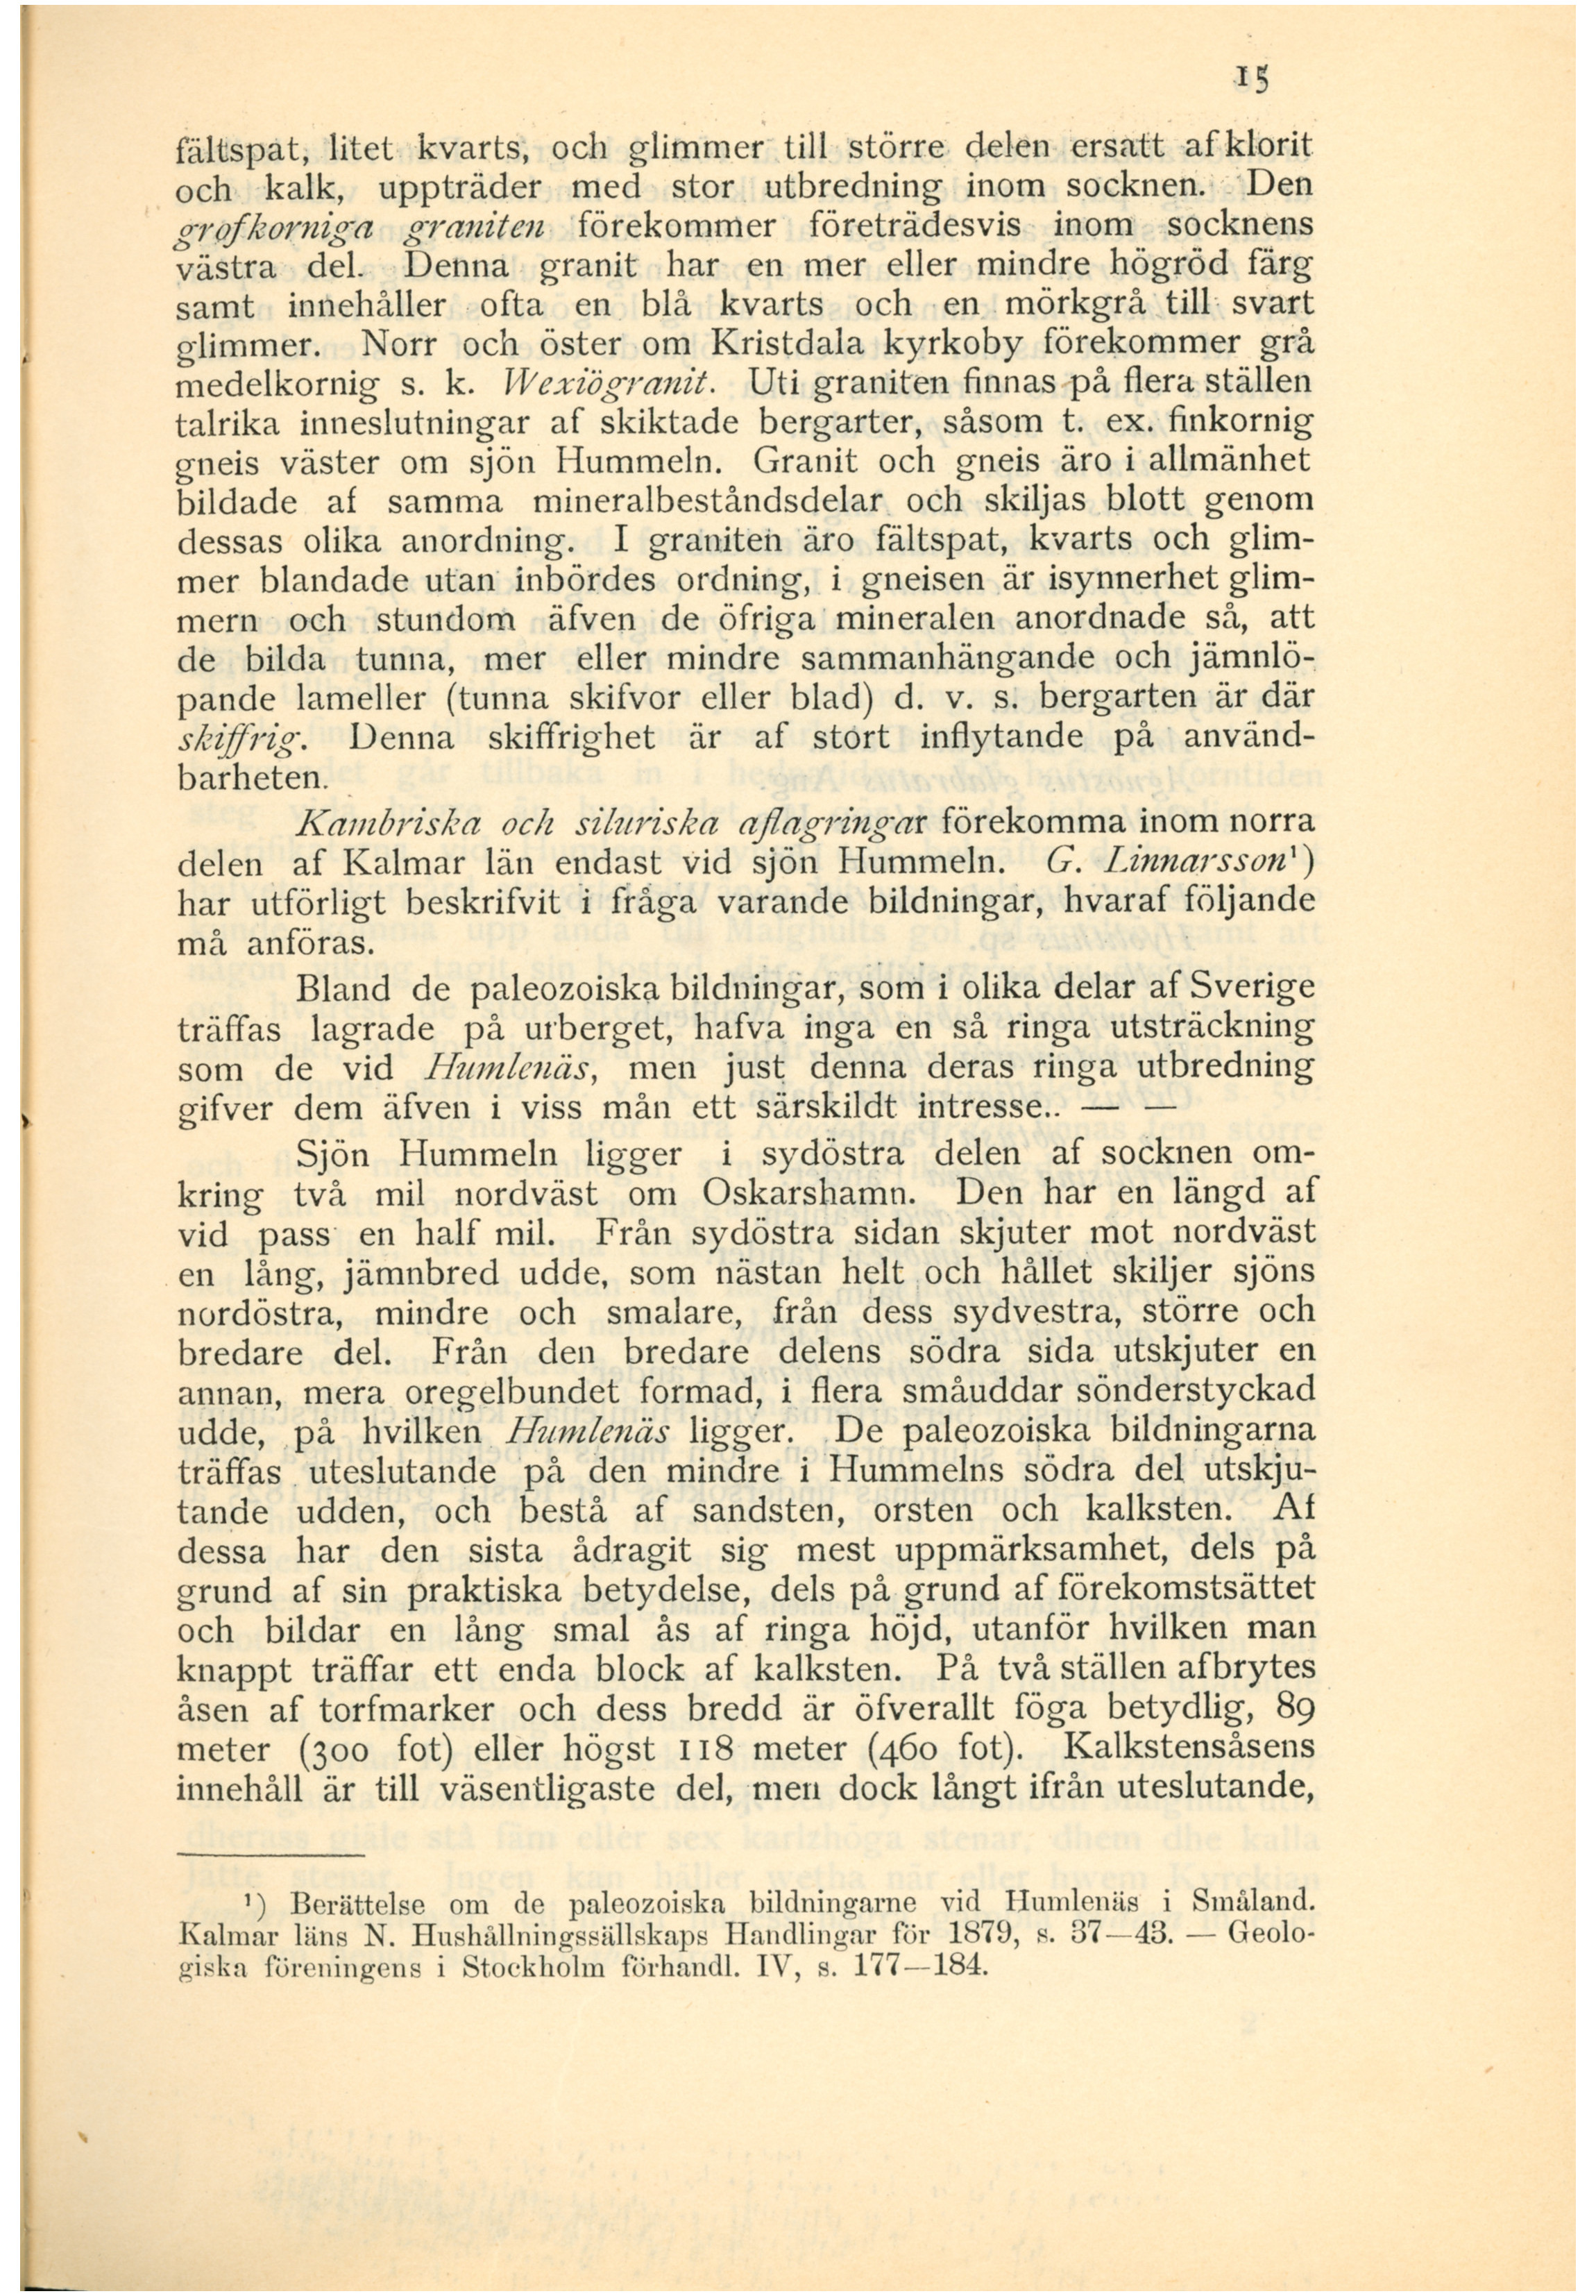 15
fältspat, litet kvarts, och glimmer till större delen ersatt af klorit
och kalk, uppträder med stor utbredning inom socknen. Den
grofkorniga graniten förekommer företrädesvis inom socknens
västra del. Denna granit har en mer eller mindre högröd färg
samt innehåller ofta en blå kvarts och en mörkgrå till svart
glimmer. Norr och öster om Kristdala kyrkoby förekommer grå
medelkornig s. k. Wexiögranit. Uti graniten finnas på flera ställen
talrika inneslutningar af skiktade bergarter, såsom t. ex. finkornig
gneis väster om sjön Hummeln. Granit och gneis äro i allmänhet
bildade af samma mineralbeståndsdelar och skiljas blott genom
dessas olika anordning. I graniten äro fältspat, kvarts och glim-
mer blandade utan inbördes ordning, i gneisen är isynnerhet glim-
mern och stundom äfven de öfriga mineralen anordnade så, att
de bilda tunna, mer eller mindre sammanhängande och jämnlö-
pande lameller (tunna skifvor eller blad) d. v. s. bergarten är där
skiffrig. Denna skiffrighet är af stort inflytande på använd-
barheten.
Kambriska och siluriska aflagringar förekomma inom norra
delen af Kalmar län endast vid sjön Hummeln. G. Linnarsson¹)
har utförligt beskrifvit i fråga varande bildningar, hvaraf följande
må anföras.
Bland de paleozoiska bildningar, som i olika delar af Sverige
träffas lagrade på urberget, hafva inga en så ringa utsträckning
som de vid Humlenäs, men just denna deras ringa utbredning
gifver dem äfven i viss mån ett särskildt intresse.. — —
Sjön Hummeln ligger i sydöstra delen af socknen om-
kring två mil nordväst om Oskarshamn. Den har en längd af
vid pass en half mil. Från sydöstra sidan skjuter mot nordväst
en lång, jämnbred udde, som nästan helt och hållet skiljer sjöns
nordöstra, mindre och smalare, från dess sydvestra, större och
bredare del. Från den bredare delens södra sida utskjuter en
annan, mera oregelbundet formad, i flera småuddar sönderstyckad
udde, på hvilken Humlenäs ligger. De paleozoiska bildningarna
träffas uteslutande på den mindre i Hummelns södra del utskju-
tande udden, och bestå af sandsten, orsten och kalksten. Af
dessa har den sista ådragit sig mest uppmärksamhet, dels på
grund af sin praktiska betydelse, dels på grund af förekomstsättet
och bildar en lång smal ås af ringa höjd, utanför hvilken man
knappt träffar ett enda block af kalksten. På två ställen afbrytes
åsen af torfmarker och dess bredd är öfverallt föga betydlig, 89
meter (300 fot) eller högst 118 meter (460 fot). Kalkstensåsens
innehåll är till väsentligaste del, men dock långt ifrån uteslutande,
¹) Berättelse om de paleozoiska bildningarne vid Humlenäs i Småland.
Kalmar läns N. Hushållningssällskaps Handlingar för 1879, s. 37—43. — Geolo-
giska föreningens i Stockholm förhandl. IV, s. 177—184.